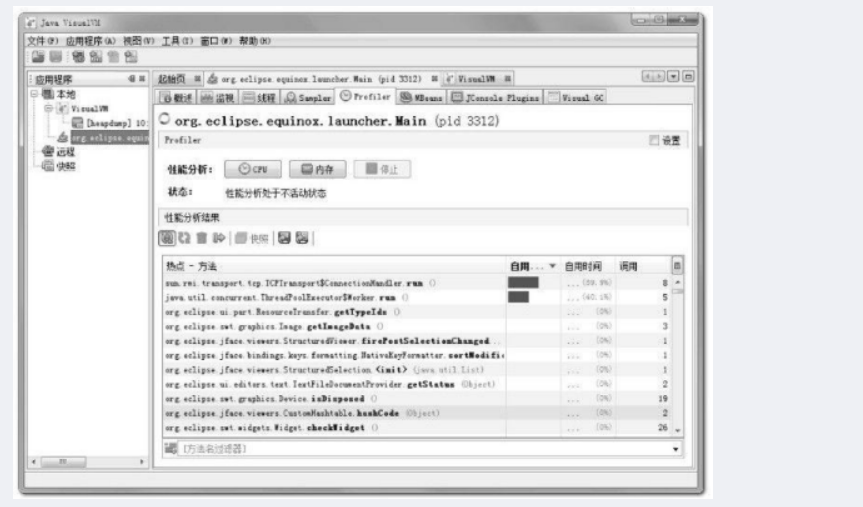 Java VisualVM
文件(F) 应用程序(A) 视图(V) 工具(T) 窗口(W) 帮助(H)
应用程序
本地
VisualVM
[heapdump] 10:
org.eclipse.equin
远程
快照
起始页 org.eclipse.equinox.launcher.Main (pid 3312) VisualVM
概述 监视 线程 Sampler Profiler MBeans JConsole Plugins Visual GC
org.eclipse.equinox.launcher.Main (pid 3312)
Profiler 设置
性能分析: CPU 内存 停止
状态: 性能分析处于不活动状态
性能分析结果
快照
热点 - 方法 自用... 自用时间 调用
sun.rmi.transport.tcp.TCPTransport$ConnectionHandler.run () ... (59.9%) 8
java.util.concurrent.ThreadPoolExecutor$Worker.run () ... (40.1%) 5
org.eclipse.ui.part.ResourceTransfer.getTypeIds () ... (0%) 1
org.eclipse.swt.graphics.Image.getImageData () ... (0%) 3
org.eclipse.jface.viewers.StructuredViewer.firePostSelectionChanged... ... (0%) 1
org.eclipse.jface.bindings.keys.formatting.NativeKeyFormatter.sortModifie ... (0%) 1
org.eclipse.jface.viewers.StructuredSelection.<init> (java.util.List) ... (0%) 1
org.eclipse.ui.editors.text.TextFileDocumentProvider.getStatus (Object) ... (0%) 2
org.eclipse.swt.graphics.Device.isDisposed () ... (0%) 19
org.eclipse.jface.viewers.CustomHashtable.hashCode (Object) ... (0%) 2
org.eclipse.swt.widgets.Widget.checkWidget () ... (0%) 26
[方法名过滤器]